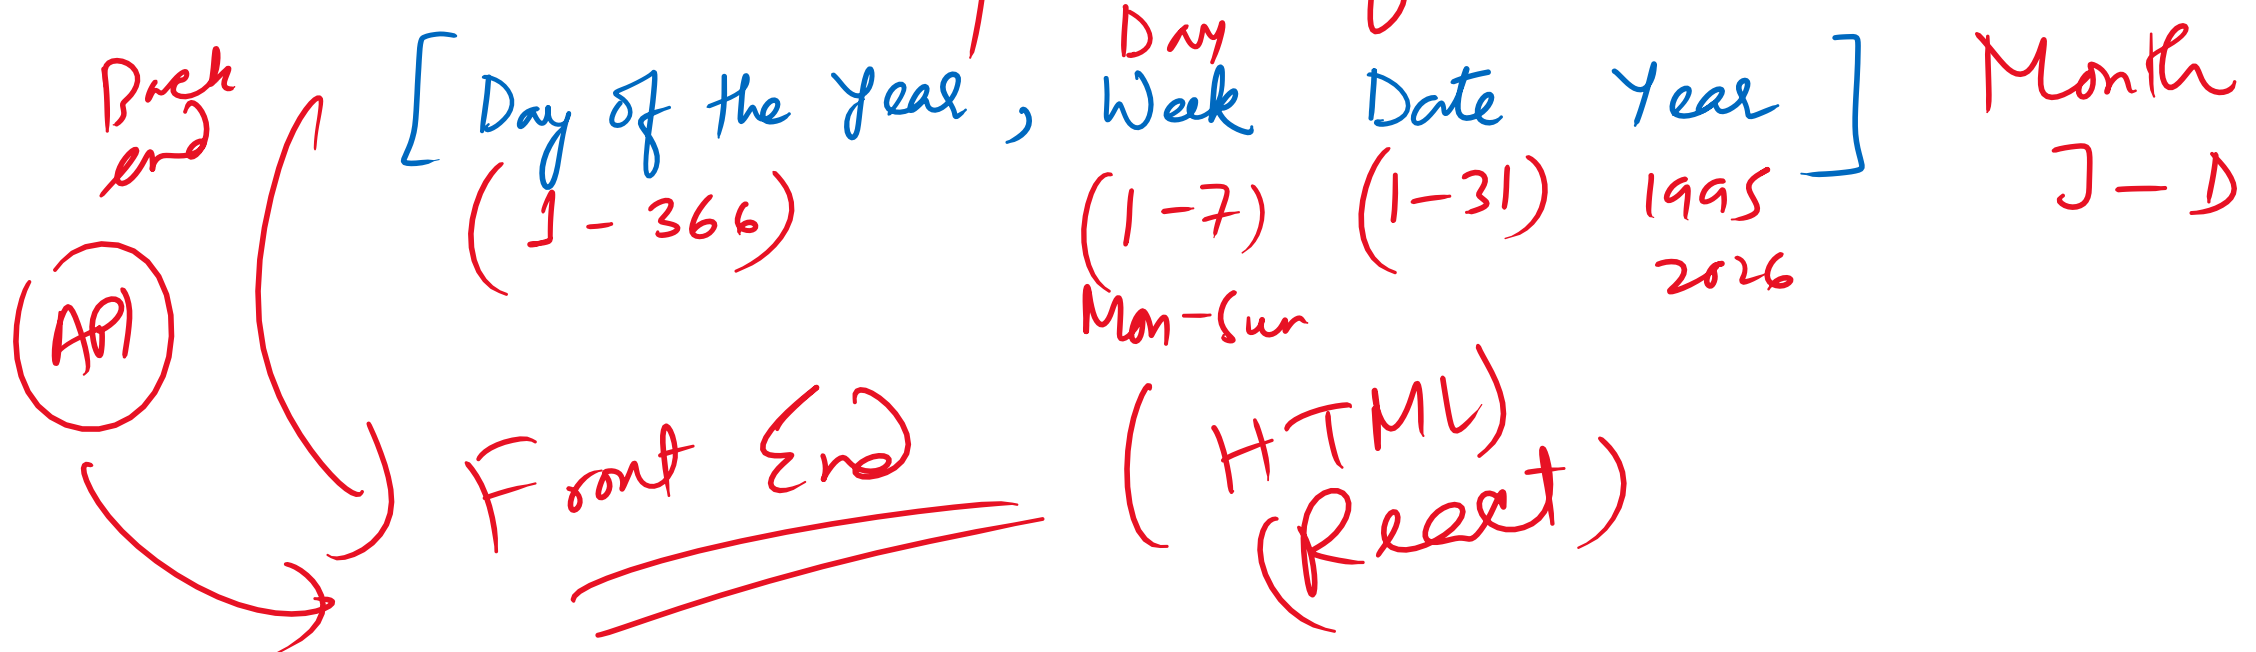 Day
Back
end
[Day of the Year, Week Date Year] Month
(1 - 366) (1-7) (1-31) 1995 J - D
2026
Mon-Sun
API
Front End (HTML)
(React)